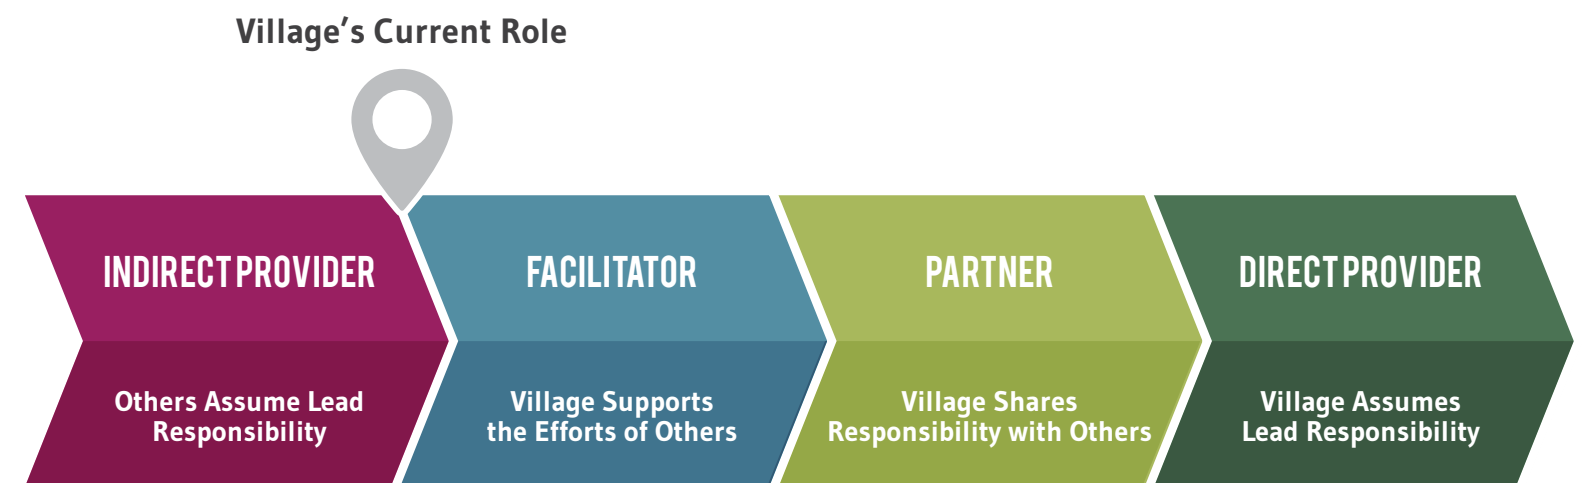 Village's Current Role
INDIRECT PROVIDER
FACILITATOR
PARTNER
DIRECT PROVIDER
Others Assume Lead
Responsibility
Village Supports
the Efforts of Others
Village Shares
Responsibility with Others
Village Assumes
Lead Responsibility